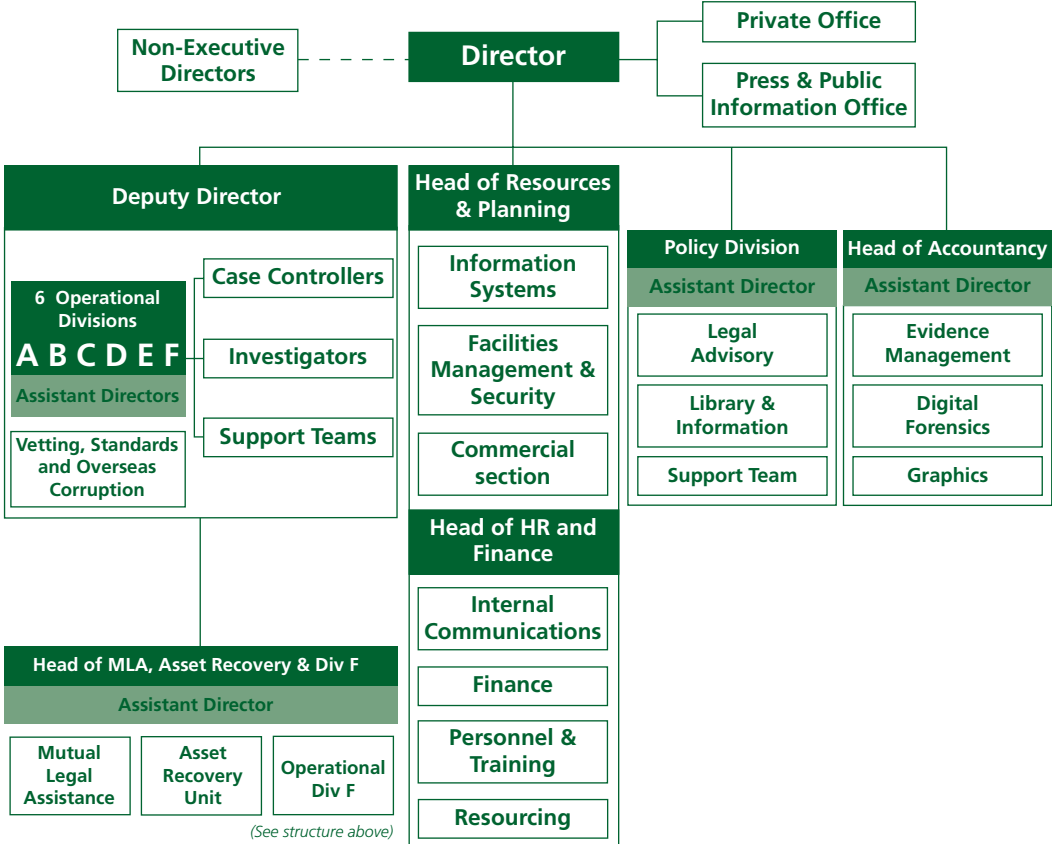 Non-Executive
Directors
Director
Private Office
Press & Public
Information Office
Deputy Director
6 Operational
Divisions
A B C D E F
Assistant Directors
Case Controllers
Investigators
Support Teams
Vetting, Standards
and Overseas
Corruption
Head of MLA, Asset Recovery & Div F
Assistant Director
Mutual
Legal
Assistance
Asset
Recovery
Unit
Operational
Div F
(See structure above)
Head of Resources
& Planning
Information
Systems
Facilities
Management &
Security
Commercial
section
Head of HR and
Finance
Internal
Communications
Finance
Personnel &
Training
Resourcing
Policy Division
Assistant Director
Legal
Advisory
Library &
Information
Support Team
Head of Accountancy
Assistant Director
Evidence
Management
Digital
Forensics
Graphics